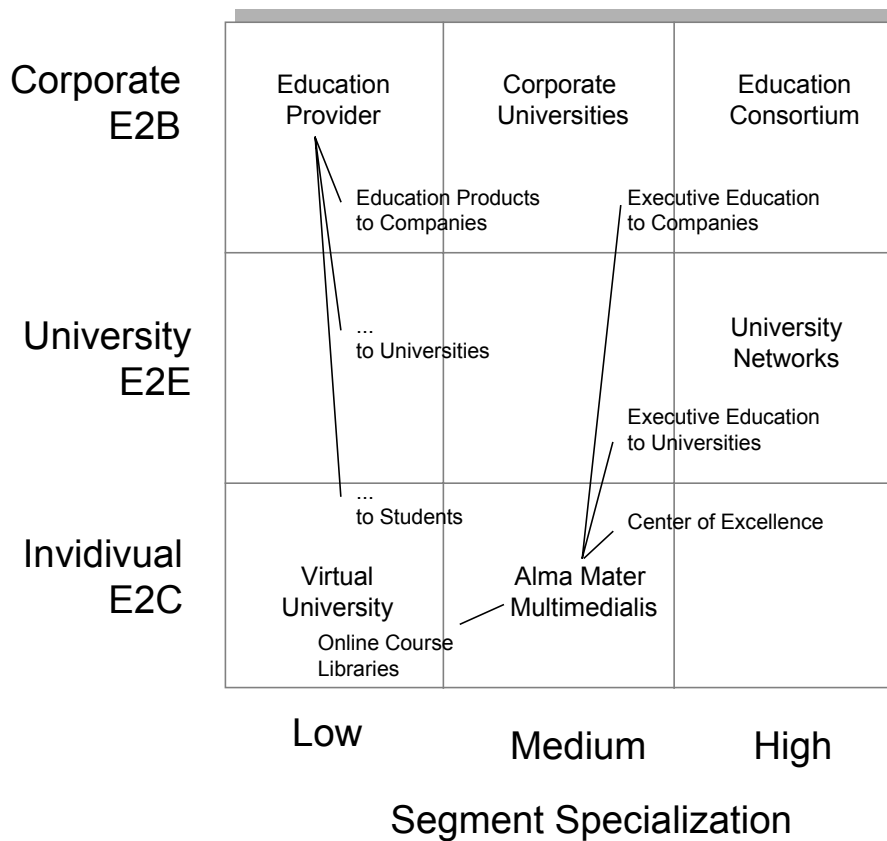 Corporate
E2B
Education
Provider
Corporate
Universities
Education
Consortium
Education Products
to Companies
Executive Education
to Companies
University
E2E
...
to Universities
University
Networks
Executive Education
to Universities
Invidivual
E2C
...
to Students
Center of Excellence
Virtual
University
Alma Mater
Multimedialis
Online Course
Libraries
Low
Medium
High
Segment Specialization